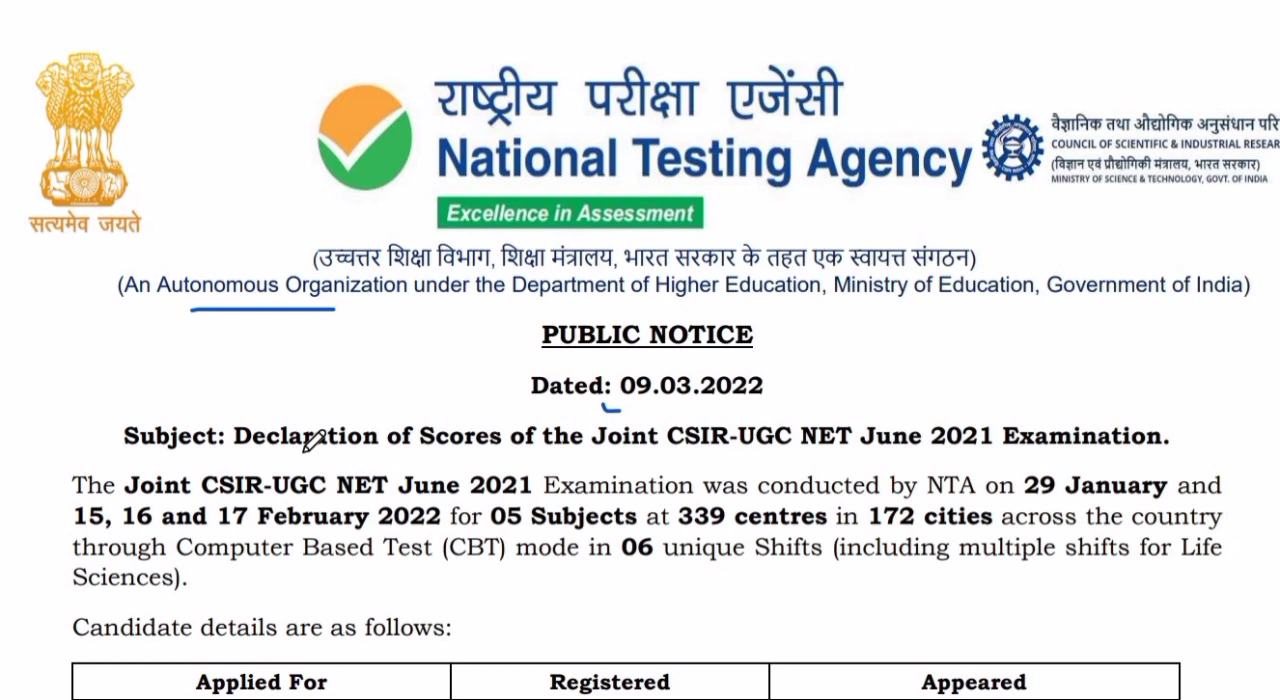 राष्ट्रीय परीक्षा एजेंसी
National Testing Agency
Excellence in Assessment
सत्यमेव जयते
वैज्ञानिक तथा औद्योगिक अनुसंधान
COUNCIL OF SCIENTIFIC & INDUSTRIAL
(विज्ञान एवं प्रौद्योगिकी मंत्रालय, भारत सरकार)
MINISTRY OF SCIENCE & TECHNOLOGY, GOVT. OF INDIA
(उच्चत्तर शिक्षा विभाग, शिक्षा मंत्रालय, भारत सरकार के तहत एक स्वायत्त संगठन)
(An Autonomous Organization under the Department of Higher Education, Ministry of Education, Government of India)
PUBLIC NOTICE
Dated: 09.03.2022
Subject: Declaration of Scores of the Joint CSIR-UGC NET June 2021 Examination.
The Joint CSIR-UGC NET June 2021 Examination was conducted by NTA on 29 January and
15, 16 and 17 February 2022 for 05 Subjects at 339 centres in 172 cities across the country
through Computer Based Test (CBT) mode in 06 unique Shifts (including multiple shifts for Life
Sciences).
Candidate details are as follows:
Applied For Registered Appeared